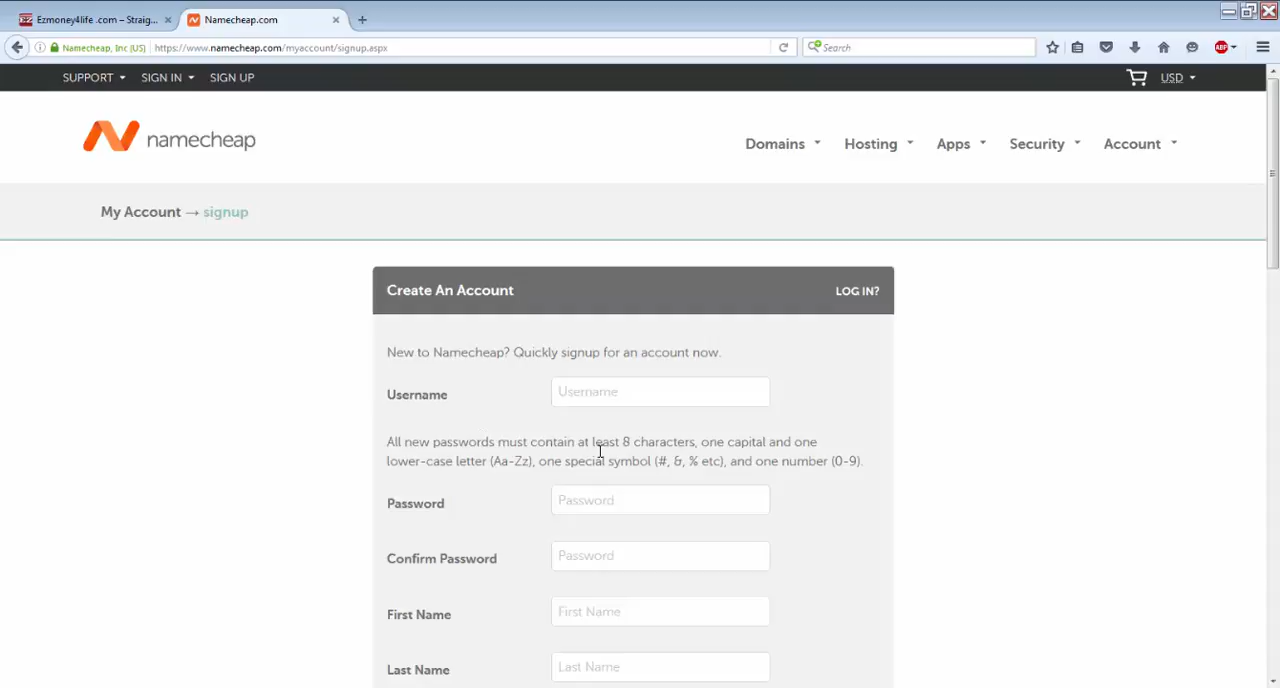 Ezmoney4life .com – Straig...
Namecheap.com
Namecheap, Inc (US)
https://www.namecheap.com/myaccount/signup.aspx
Search
ABP
SUPPORT
SIGN IN
SIGN UP
USD
namecheap
Domains
Hosting
Apps
Security
Account
My Account → signup
Create An Account
LOG IN?
New to Namecheap? Quickly signup for an account now.
Username
Username
All new passwords must contain at least 8 characters, one capital and one
lower-case letter (Aa-Zz), one special symbol (#, &, % etc), and one number (0-9).
Password
Password
Confirm Password
Password
First Name
First Name
Last Name
Last Name